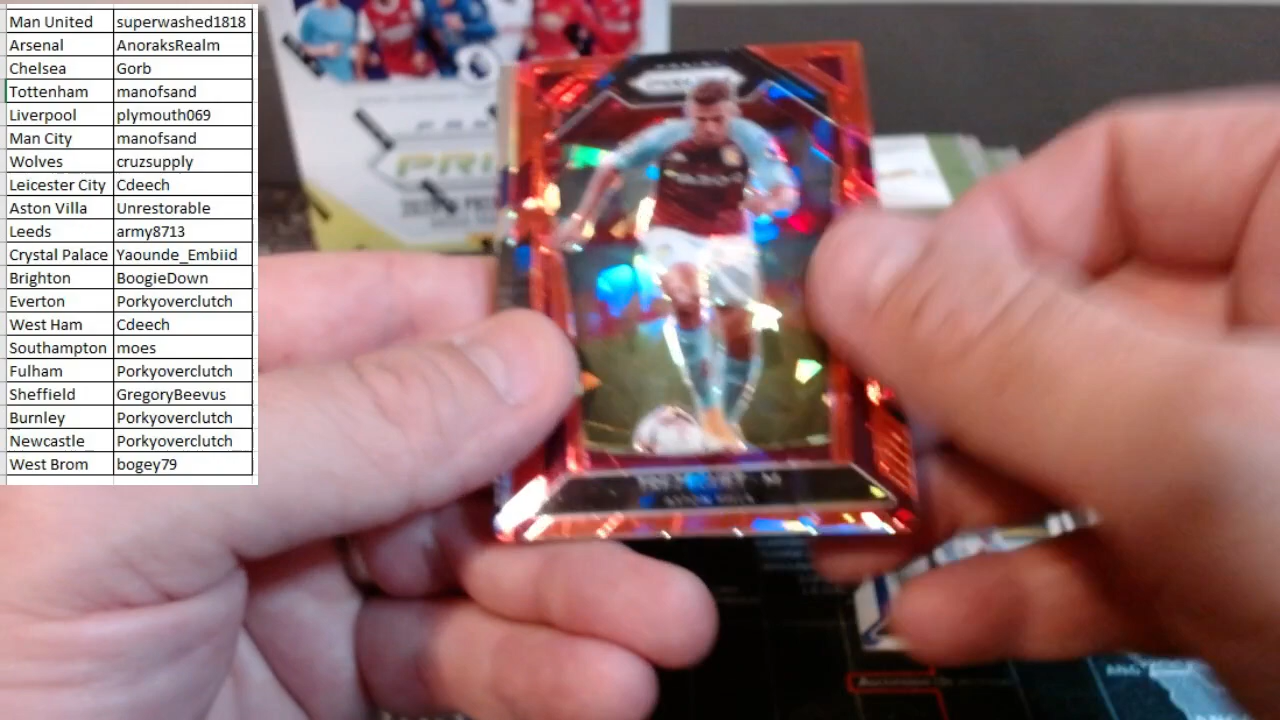 Man United superwashed1818
Arsenal AnoraksRealm
Chelsea Gorb
Tottenham manofsand
Liverpool plymouth069
Man City manofsand
Wolves cruzsupply
Leicester City Cdeech
Aston Villa Unrestorable
Leeds army8713
Crystal Palace Yaounde_Embiid
Brighton BoogieDown
Everton Porkyoverclutch
West Ham Cdeech
Southampton moes
Fulham Porkyoverclutch
Sheffield GregoryBeevus
Burnley Porkyoverclutch
Newcastle Porkyoverclutch
West Brom bogey79
ASTON VILLA